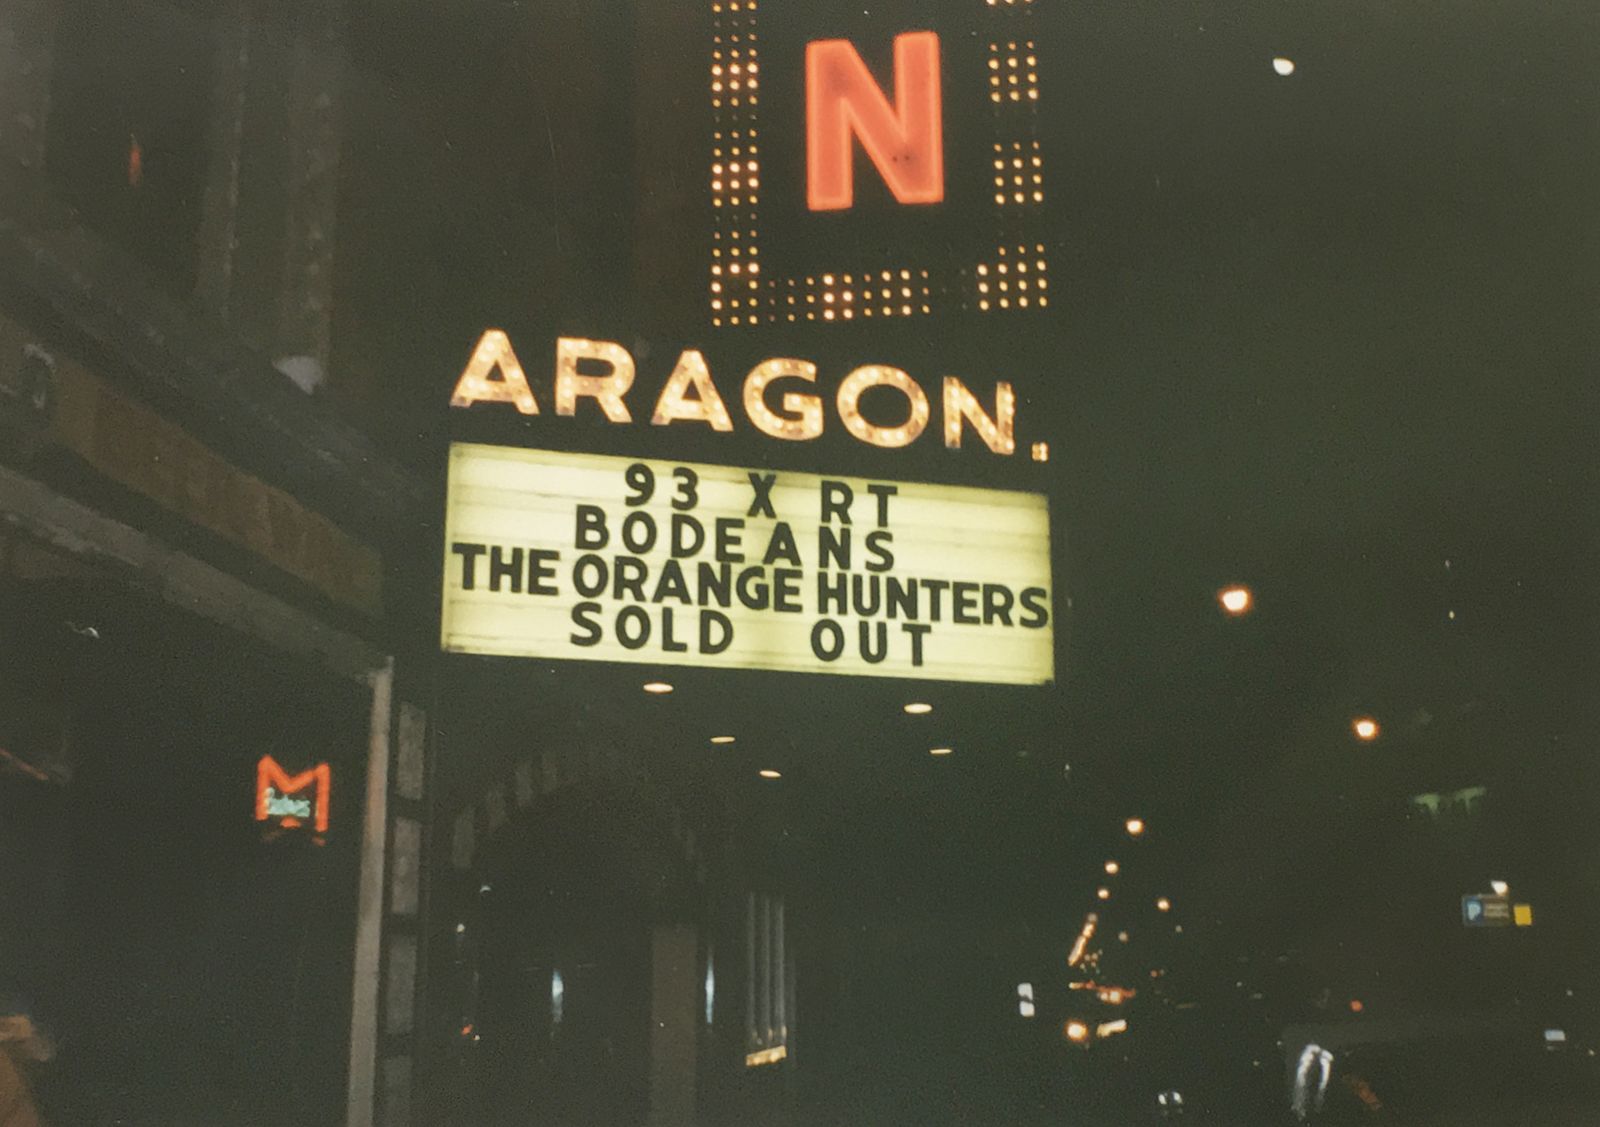 N
ARAGON.
93 X RT
BODEANS
THE ORANGE HUNTERS
SOLD OUT
M
P